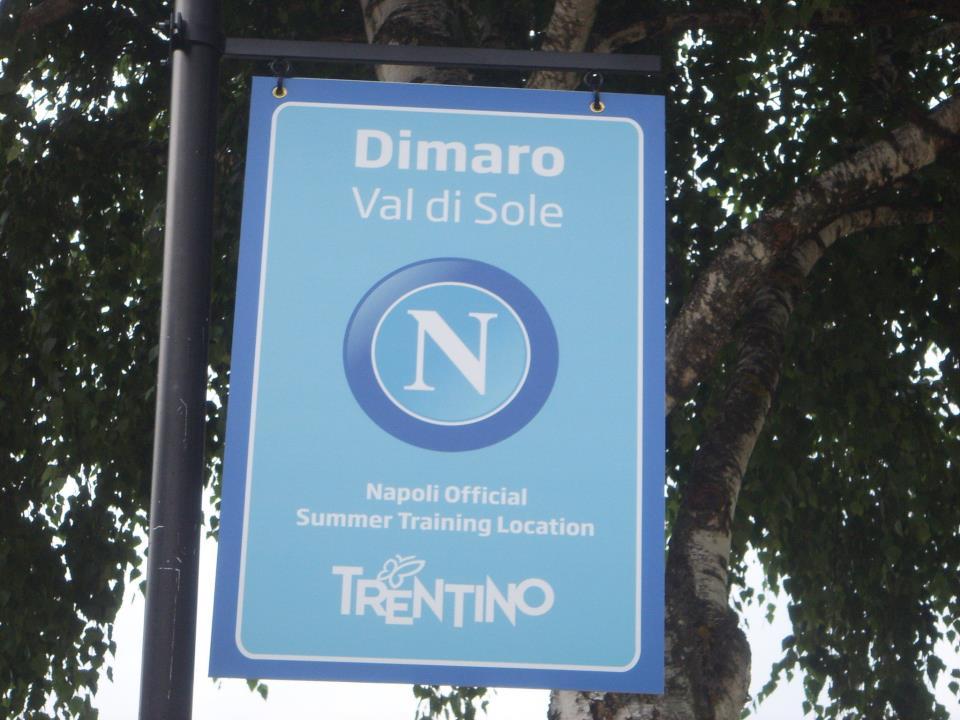 Dimaro
Val di Sole
N
Napoli Official
Summer Training Location
TRENTINO